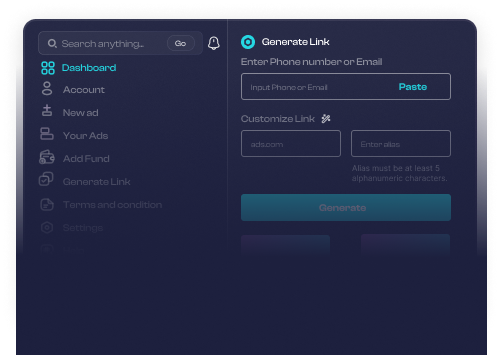 Search anything...
Go
Dashboard
Account
New ad
Your Ads
Add Fund
Generate Link
Terms and condition
Settings
Generate Link
Enter Phone number or Email
Input Phone or Email
Paste
Customize Link
ads.com
Enter alias
Alias must be at least 5
alphanumeric characters.
Generate